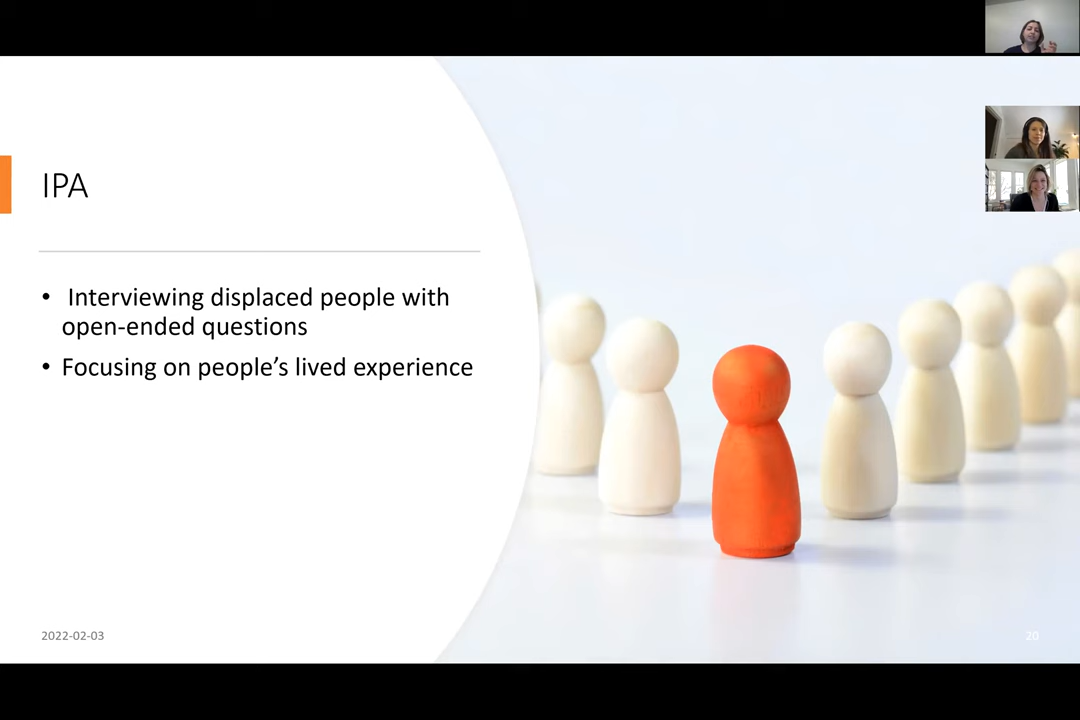 IPA
• Interviewing displaced people with
open-ended questions
• Focusing on people’s lived experience
2022-02-03
20